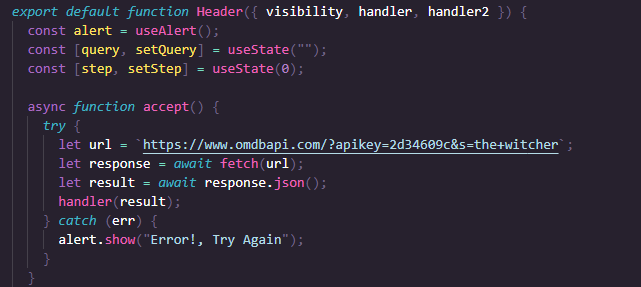 export default function Header({ visibility, handler, handler2 }) {
const alert = useAlert();
const [query, setQuery] = useState("");
const [step, setStep] = useState(0);
async function accept() {
try {
let url = `https://www.omdbapi.com/?apikey=2d34609c&s=the+witcher`;
let response = await fetch(url);
let result = await response.json();
handler(result);
} catch (err) {
alert.show("Error!, Try Again");
}
}